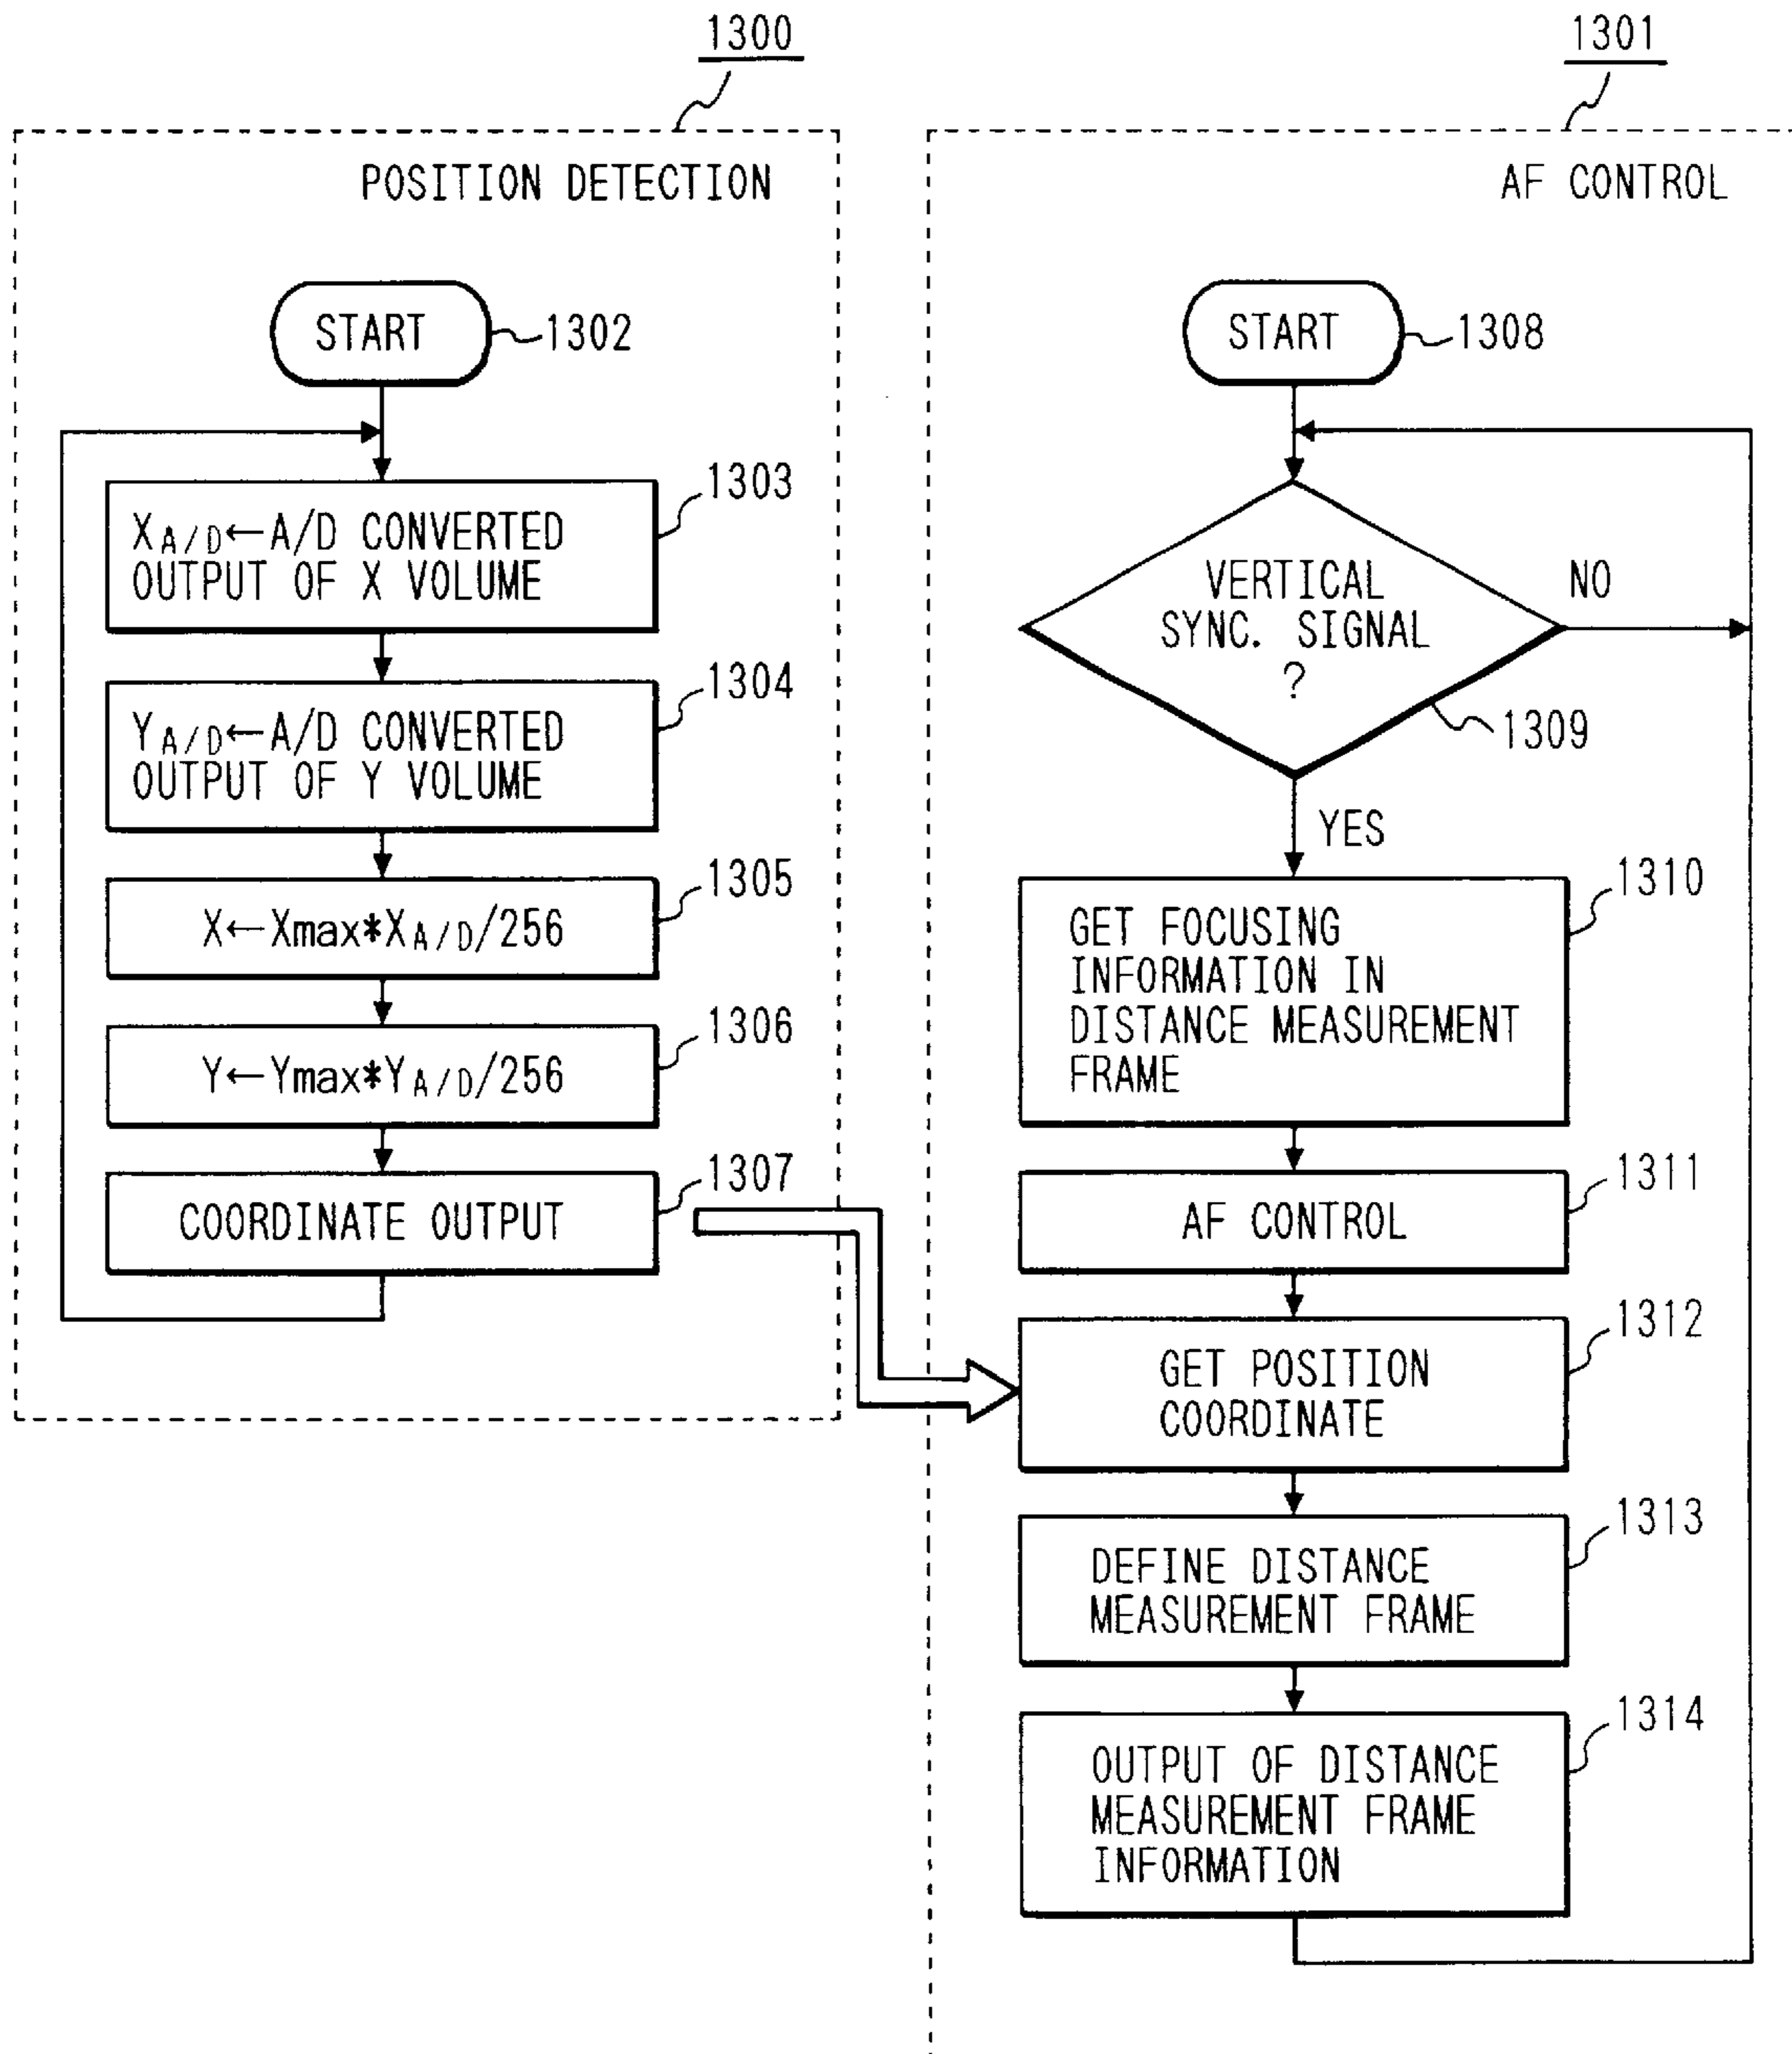 1300
POSITION DETECTION
START
1302
1303
XA/D←A/D CONVERTED
OUTPUT OF X VOLUME
1304
YA/D←A/D CONVERTED
OUTPUT OF Y VOLUME
1305
X←Xmax*XA/D/256
1306
Y←Ymax*YA/D/256
1307
COORDINATE OUTPUT
1301
AF CONTROL
START
1308
VERTICAL
SYNC. SIGNAL
?
NO
1309
YES
1310
GET FOCUSING
INFORMATION IN
DISTANCE MEASUREMENT
FRAME
1311
AF CONTROL
1312
GET POSITION
COORDINATE
1313
DEFINE DISTANCE
MEASUREMENT FRAME
1314
OUTPUT OF DISTANCE
MEASUREMENT FRAME
INFORMATION